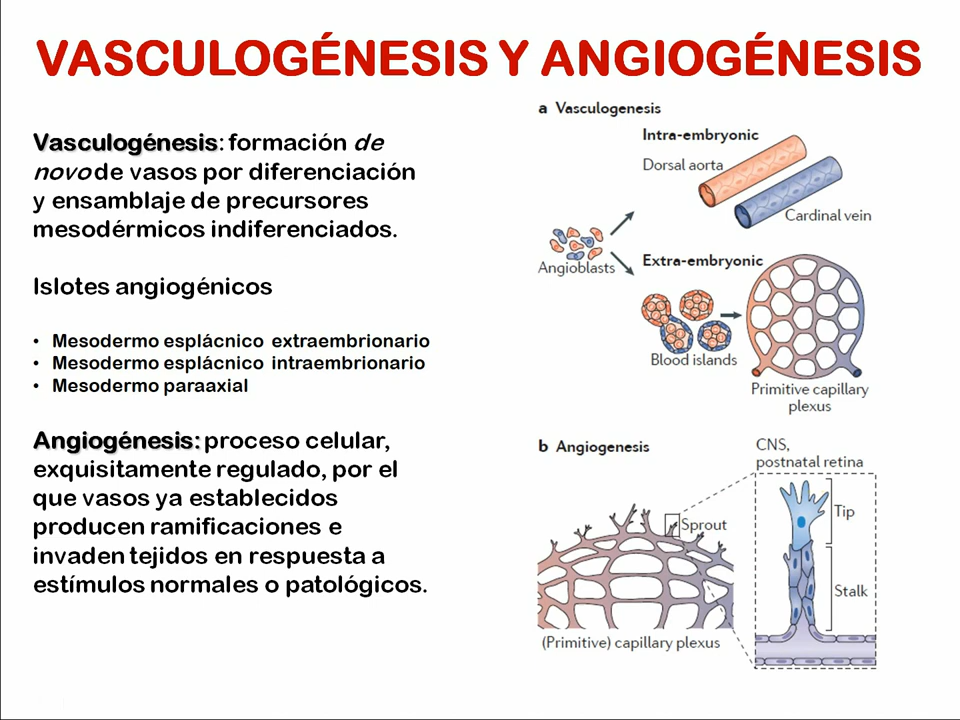 VASCULOGÉNESIS Y ANGIOGÉNESIS
Vasculogénesis: formación de
novo de vasos por diferenciación
y ensamblaje de precursores
mesodérmicos indiferenciados.
Islotes angiogénicos
• Mesodermo esplácnico extraembrionario
• Mesodermo esplácnico intraembrionario
• Mesodermo paraaxial
Angiogénesis: proceso celular,
exquisitamente regulado, por el
que vasos ya establecidos
producen ramificaciones e
invaden tejidos en respuesta a
estímulos normales o patológicos.
a Vasculogenesis
Intra-embryonic
Dorsal aorta
Cardinal vein
Angioblasts
Extra-embryonic
Blood islands
Primitive capillary
plexus
b Angiogenesis
CNS,
postnatal retina
Sprout
Tip
Stalk
(Primitive) capillary plexus